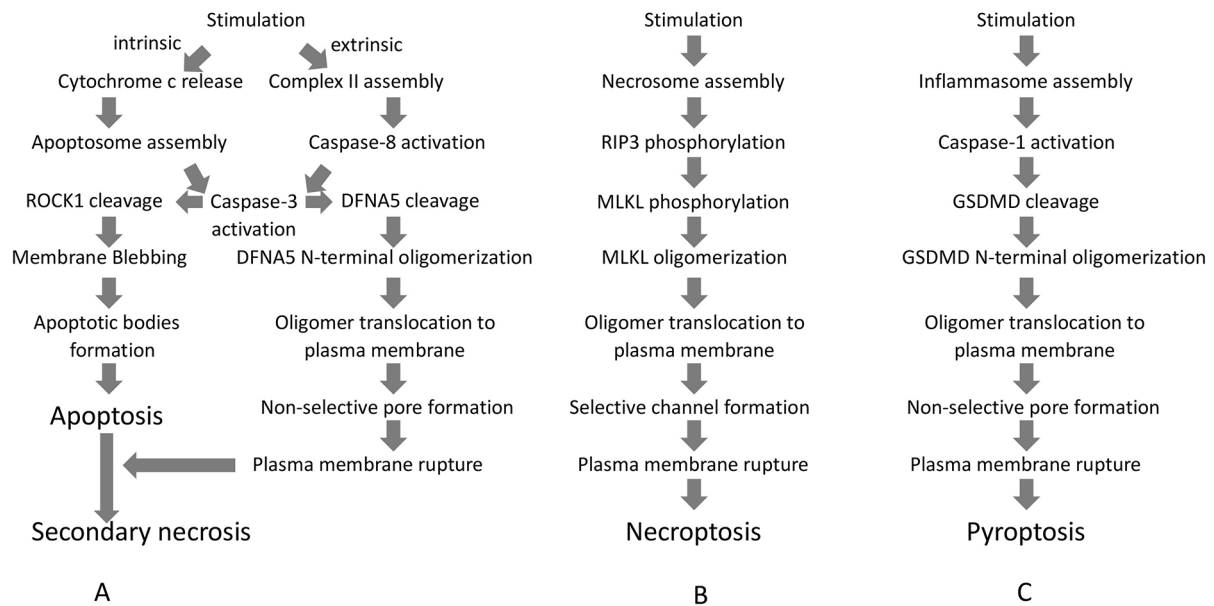 Stimulation
intrinsic
extrinsic
Cytochrome c release
Complex II assembly
Apoptosome assembly
Caspase-8 activation
ROCK1 cleavage
Caspase-3
activation
DFNA5 cleavage
Membrane Blebbing
DFNA5 N-terminal oligomerization
Apoptotic bodies
formation
Oligomer translocation to
plasma membrane
Apoptosis
Non-selective pore formation
Plasma membrane rupture
Secondary necrosis
A
Stimulation
Necrosome assembly
RIP3 phosphorylation
MLKL phosphorylation
MLKL oligomerization
Oligomer translocation to
plasma membrane
Selective channel formation
Plasma membrane rupture
Necroptosis
B
Stimulation
Inflammasome assembly
Caspase-1 activation
GSDMD cleavage
GSDMD N-terminal oligomerization
Oligomer translocation to
plasma membrane
Non-selective pore formation
Plasma membrane rupture
Pyroptosis
C